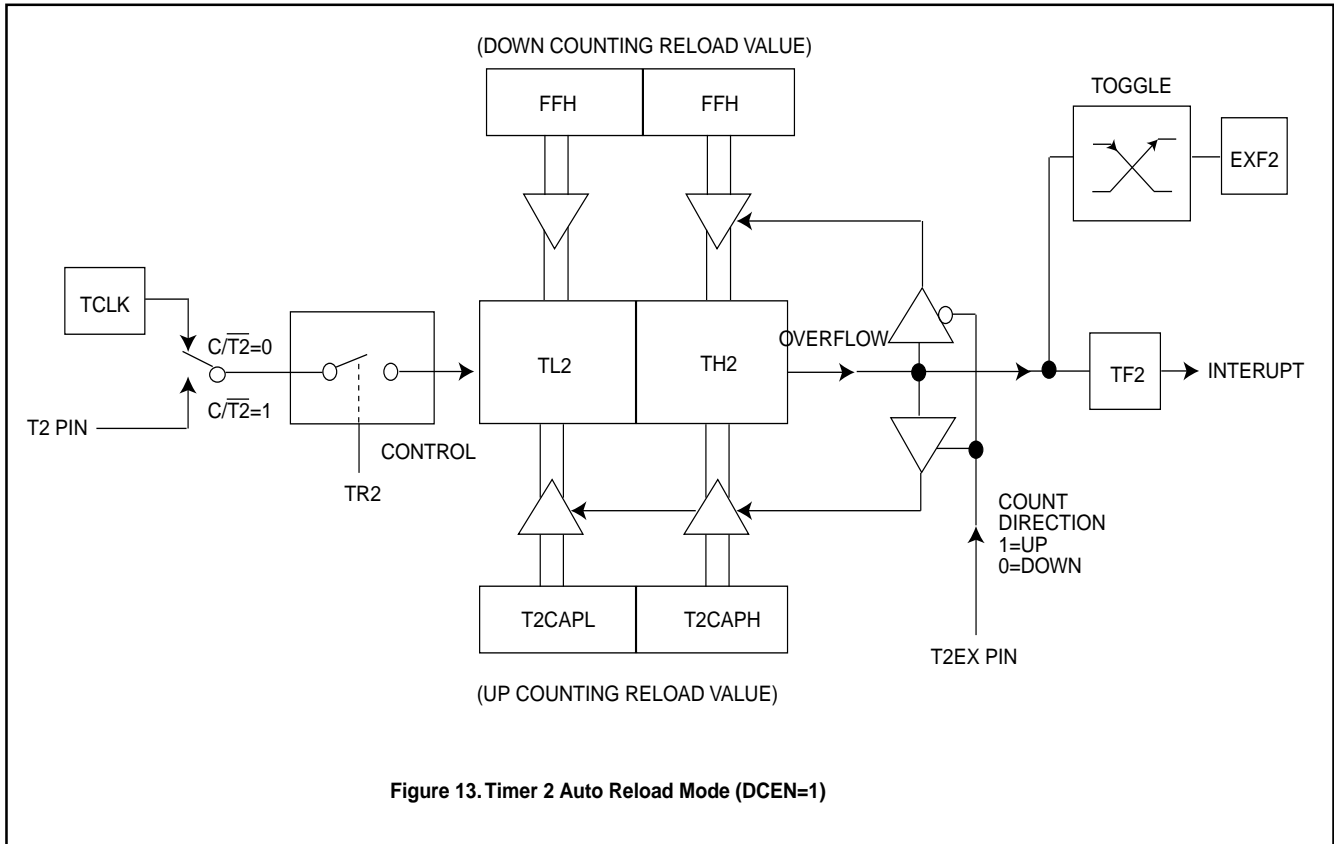 (DOWN COUNTING RELOAD VALUE)
FFH
FFH
TOGGLE
EXF2
TCLK
C/T2=0
C/T2=1
T2 PIN
CONTROL
TR2
TL2
TH2
OVERFLOW
TF2
INTERUPT
COUNT
DIRECTION
1=UP
0=DOWN
T2CAPL
T2CAPH
T2EX PIN
(UP COUNTING RELOAD VALUE)
Figure 13. Timer 2 Auto Reload Mode (DCEN=1)